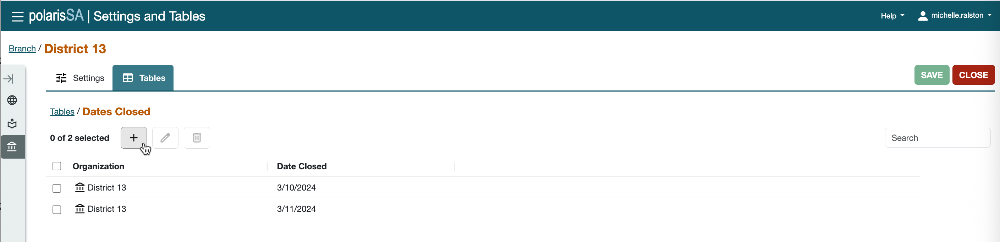 polarisSA | Settings and Tables
Help
michelle.ralston
Branch / District 13
Settings
Tables
SAVE
CLOSE
Tables / Dates Closed
0 of 2 selected
Search
Organization
Date Closed
District 13
3/10/2024
District 13
3/11/2024